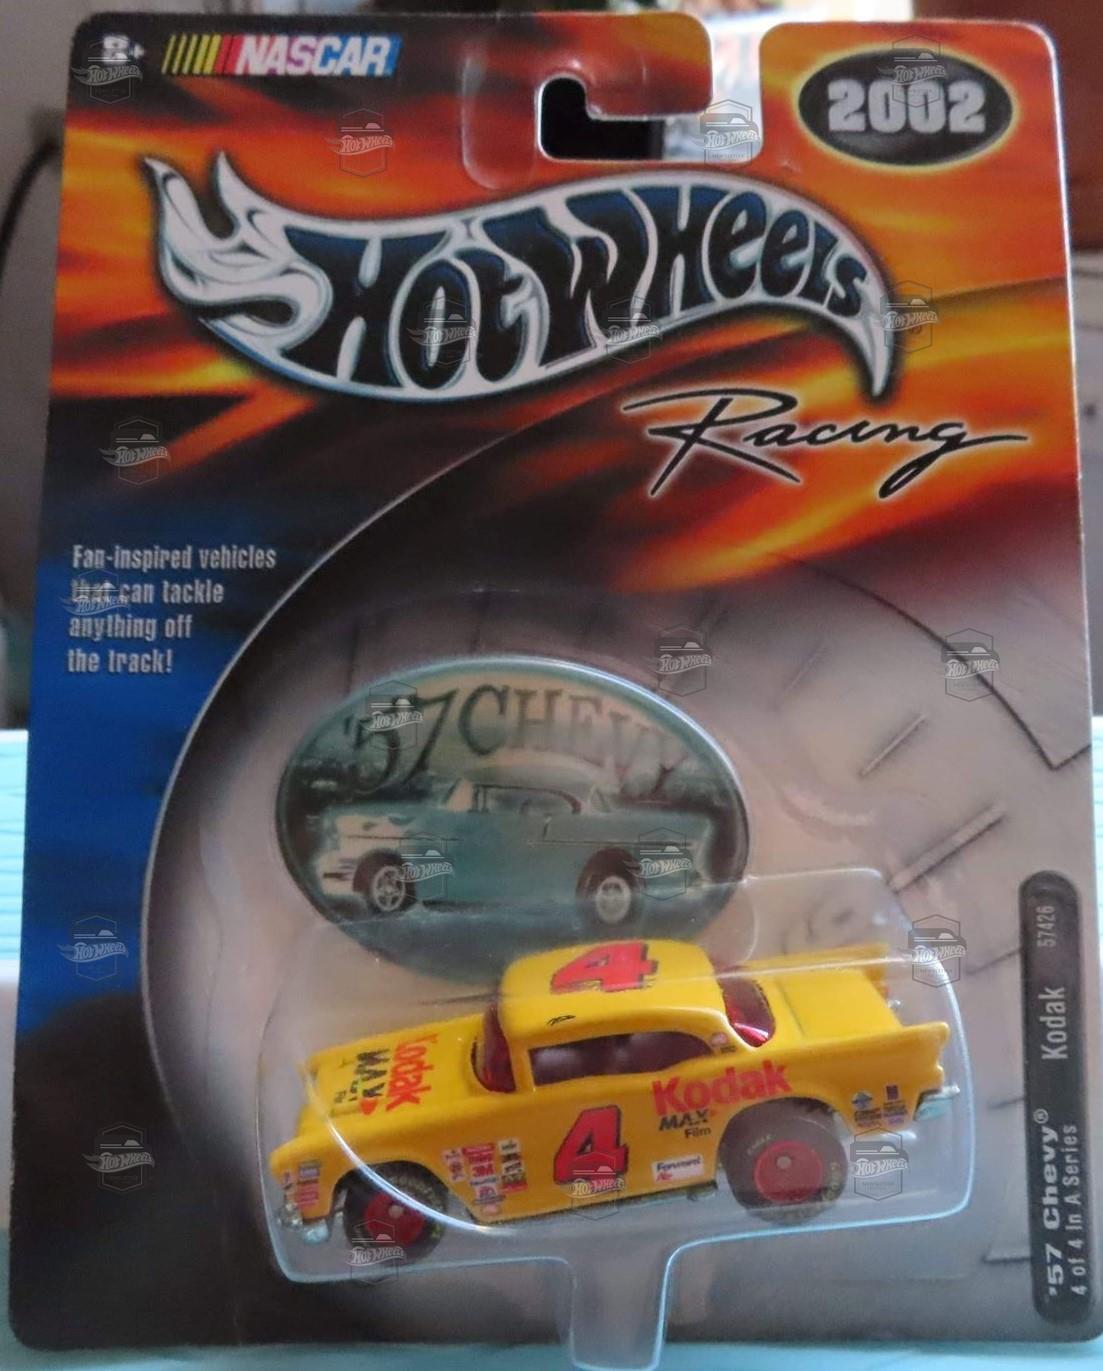 8+
NASCAR
2002
Hot Wheels
Racing
Fan-inspired vehicles
that can tackle
anything off
the track!
'57 CHEVY
4
Kodak
MAX
Kodak
MAX
Film
4
3M
'57 Chevy® Kodak 57426
4 of 4 In A Series